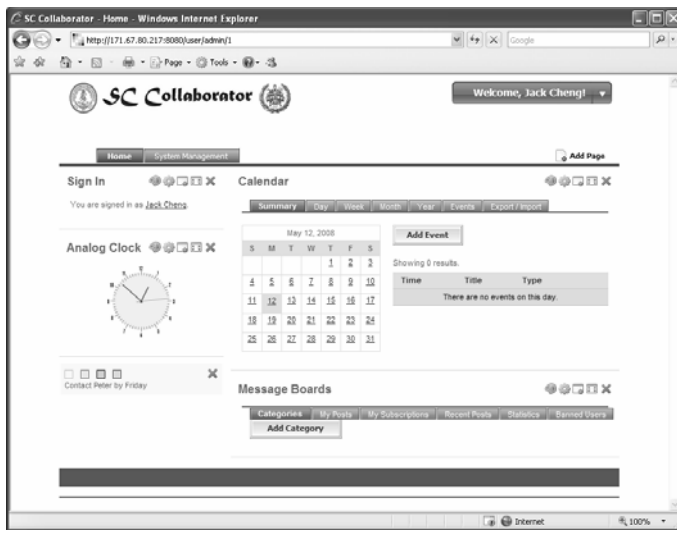 SC Collaborator - Home - Windows Internet Explorer
http://171.67.80.217:8080/user/admin/1
Google
Page Tools
SC Collaborator
Welcome, Jack Cheng!
Home System Management
Add Page
Sign In
You are signed in as Jack Cheng.
Calendar
Summary Day Week Month Year Events Export / Import
May 12, 2008
S M T W T F S
1 2 3
4 5 6 7 8 9 10
11 12 13 14 15 16 17
18 19 20 21 22 23 24
25 26 27 28 29 30 31
Add Event
Showing 0 results.
Time Title Type
There are no events on this day.
Analog Clock
Contact Peter by Friday
Message Boards
Categories My Posts My Subscriptions Recent Posts Statistics Banned Users
Add Category
Internet
100%